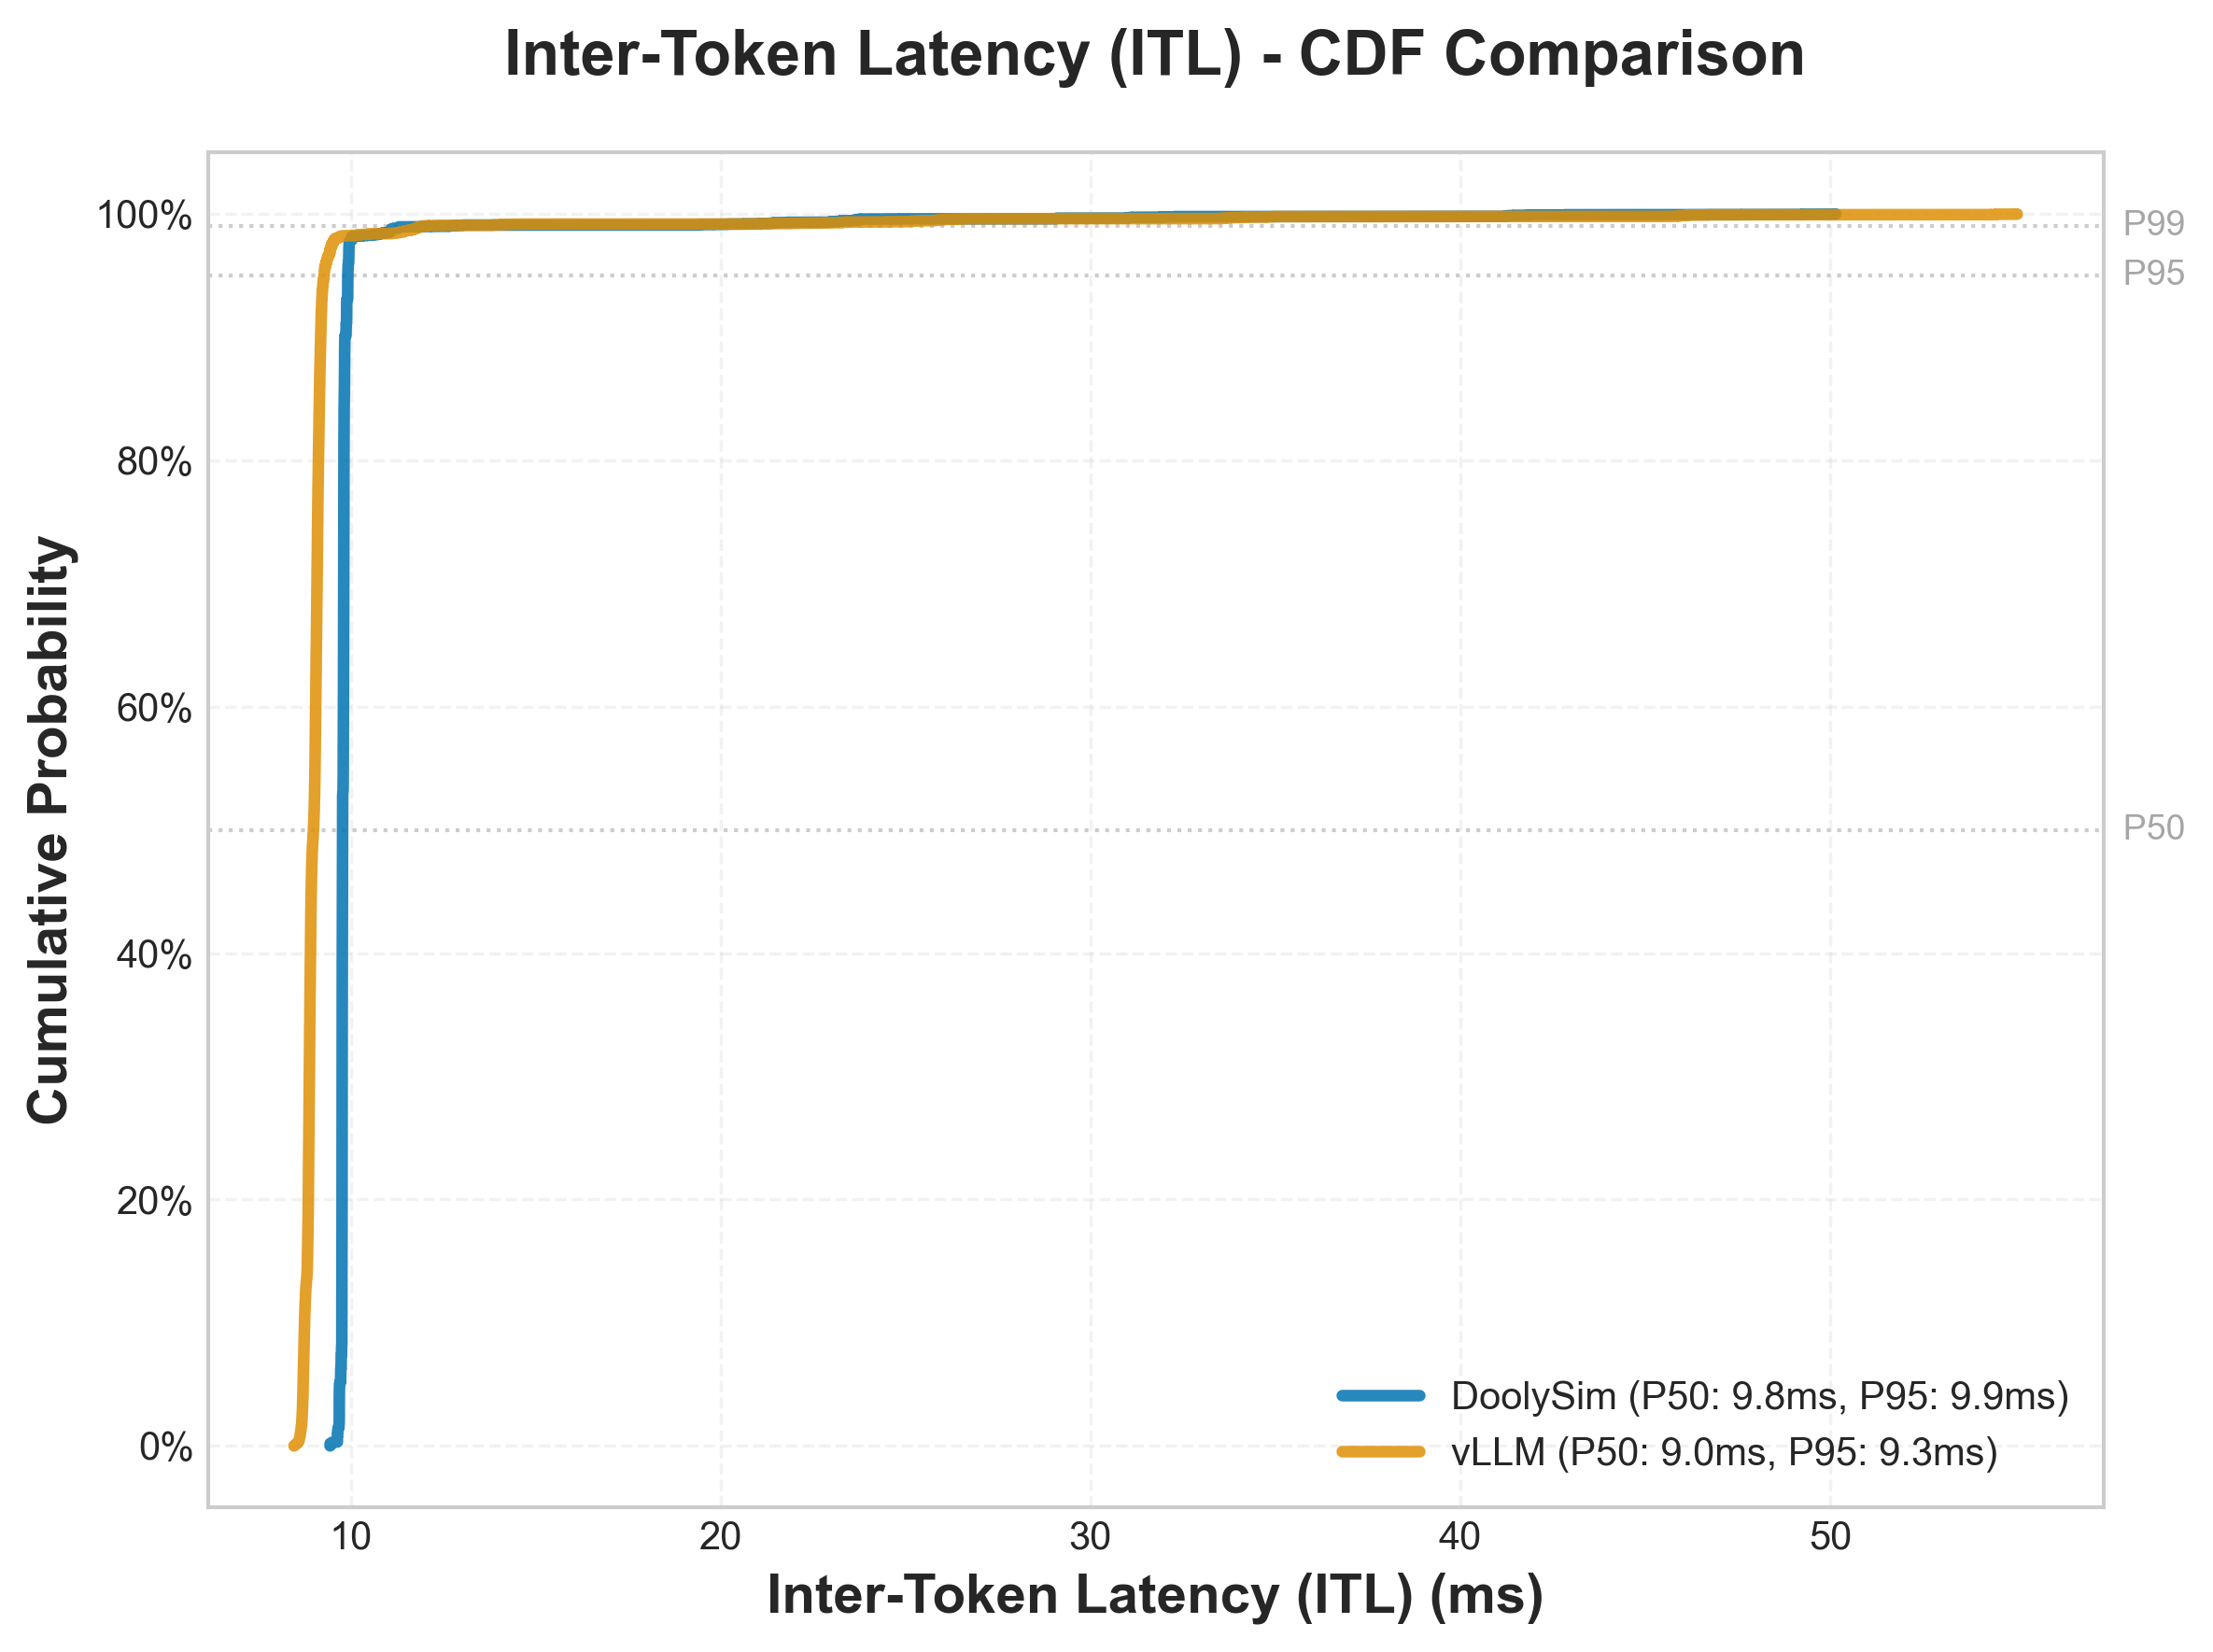 Inter-Token Latency (ITL) - CDF Comparison
Cumulative Probability
100%
80%
60%
40%
20%
0%
P99
P95
P50
DoolySim (P50: 9.8ms, P95: 9.9ms)
vLLM (P50: 9.0ms, P95: 9.3ms)
10
20
30
40
50
Inter-Token Latency (ITL) (ms)